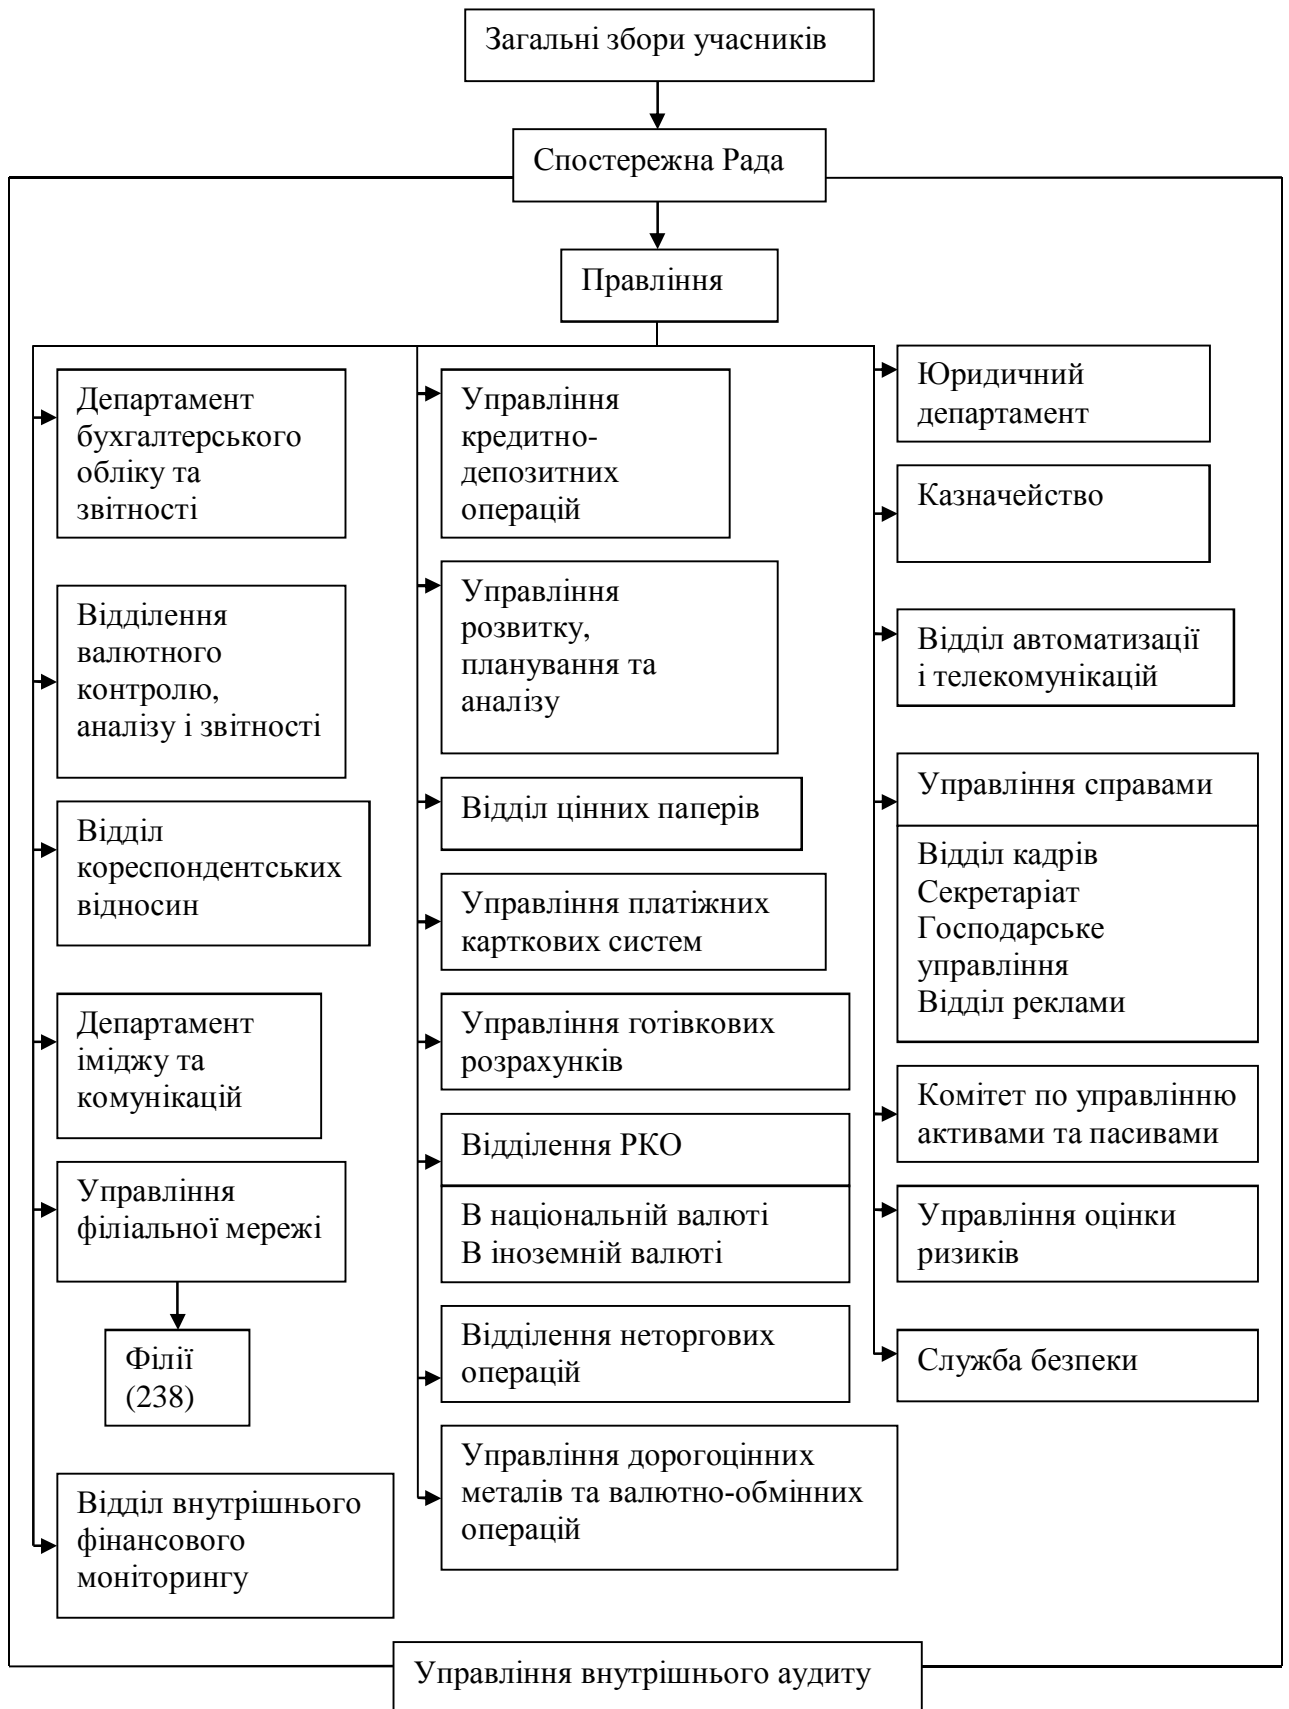 Загальні збори учасників
Спостережна Рада
Правління
Департамент
бухгалтерського
обліку та
звітності
Відділення
валютного
контролю,
аналізу і звітності
Відділ
кореспондентських
відносин
Департамент
іміджу та
комунікацій
Управління
філіальної мережі
Філії
(238)
Відділ внутрішнього
фінансового
моніторингу
Управління
кредитно-
депозитних
операцій
Управління
розвитку,
планування та
аналізу
Відділ цінних паперів
Управління платіжних
карткових систем
Управління готівкових
розрахунків
Відділення РКО
В національній валюті
В іноземній валюті
Відділення неторгових
операцій
Управління дорогоцінних
металів та валютно-обмінних
операцій
Юридичний
департамент
Казначейство
Відділ автоматизації
і телекомунікацій
Управління справами
Відділ кадрів
Секретаріат
Господарське
управління
Відділ реклами
Комітет по управлінню
активами та пасивами
Управління оцінки
ризиків
Служба безпеки
Управління внутрішнього аудиту